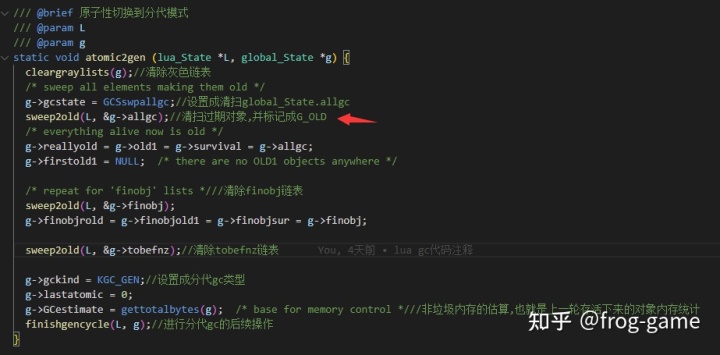 /// @brief 原子性切换到分代模式
/// @param L
/// @param g
static void atomic2gen (lua_State *L, global_State *g) {
cleargraylists(g);//清除灰色链表
/* sweep all elements making them old */
g->gcstate = GCSswpallgc;//设置成清扫global_State.allgc
sweep2old(L, &g->allgc);//清扫过期对象,并标记成G_OLD
/* everything alive now is old */
g->reallyold = g->old1 = g->survival = g->allgc;
g->firstold1 = NULL;  /* there are no OLD1 objects anywhere */
/* repeat for 'finobj' lists *///清除finobj链表
sweep2old(L, &g->finobj);
g->finobjrold = g->finobjold1 = g->finobjsur = g->finobj;
sweep2old(L, &g->tobefnz);//清除tobefnz链表 You, 4天前 • lua gc代码注释
g->gckind = KGC_GEN;//设置成分代gc类型
g->lastatomic = 0;
g->GCestimate = gettotalbytes(g);  /* base for memory control *///非垃圾内存的估算,也就是上一轮存活下来的对象内存统计
finishgencycle(L, g);//进行分代gc的后续操作
}
知乎 @frog-game